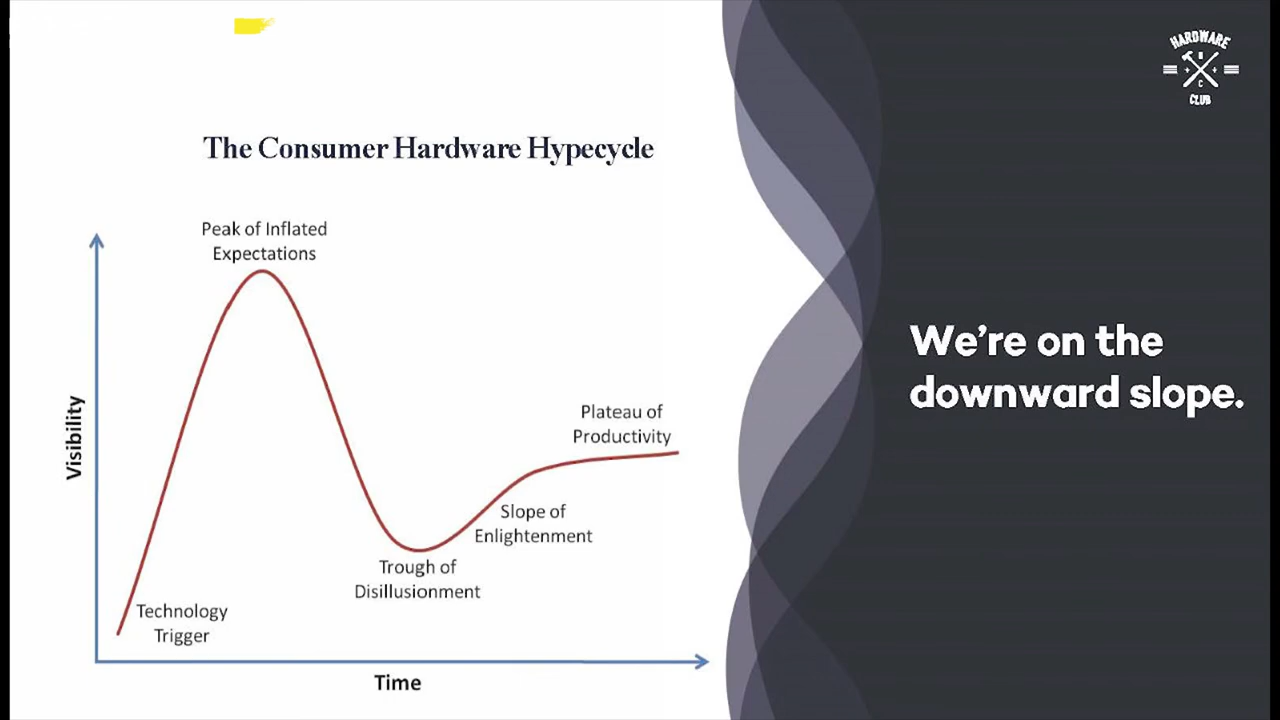 The Consumer Hardware Hypecycle
Peak of Inflated
Expectations
Visibility
Plateau of
Productivity
Slope of
Enlightenment
Trough of
Disillusionment
Technology
Trigger
Time
HARDWARE
H
C
CLUB
We're on the
downward slope.